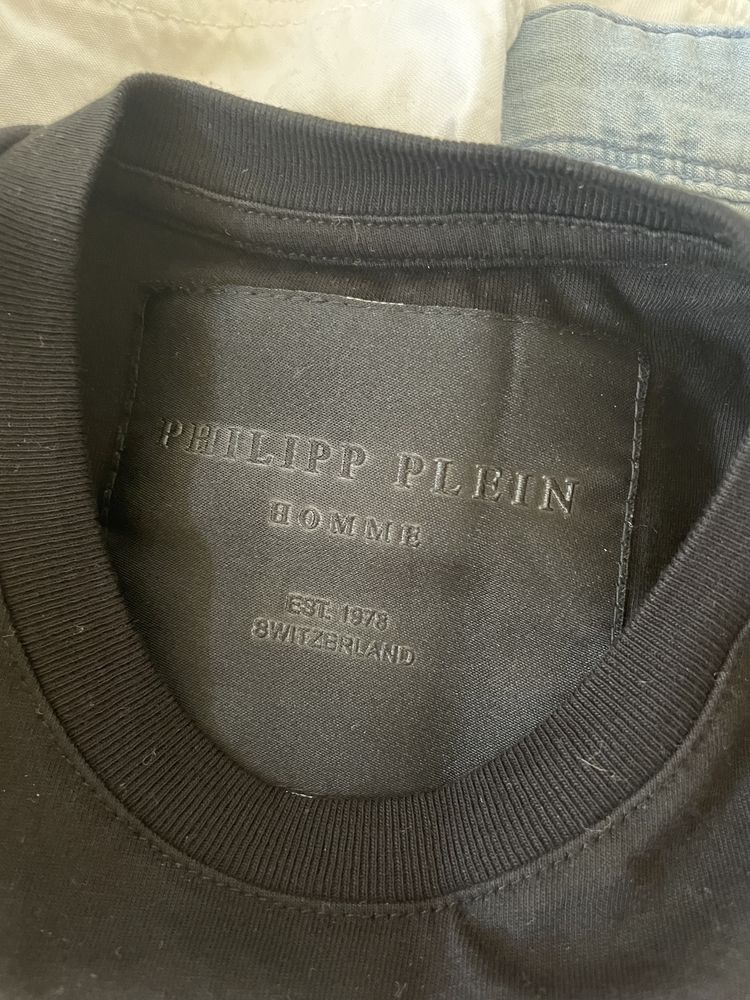 PHILIPP PLEIN
HOMME
EST. 1978
SWITZERLAND